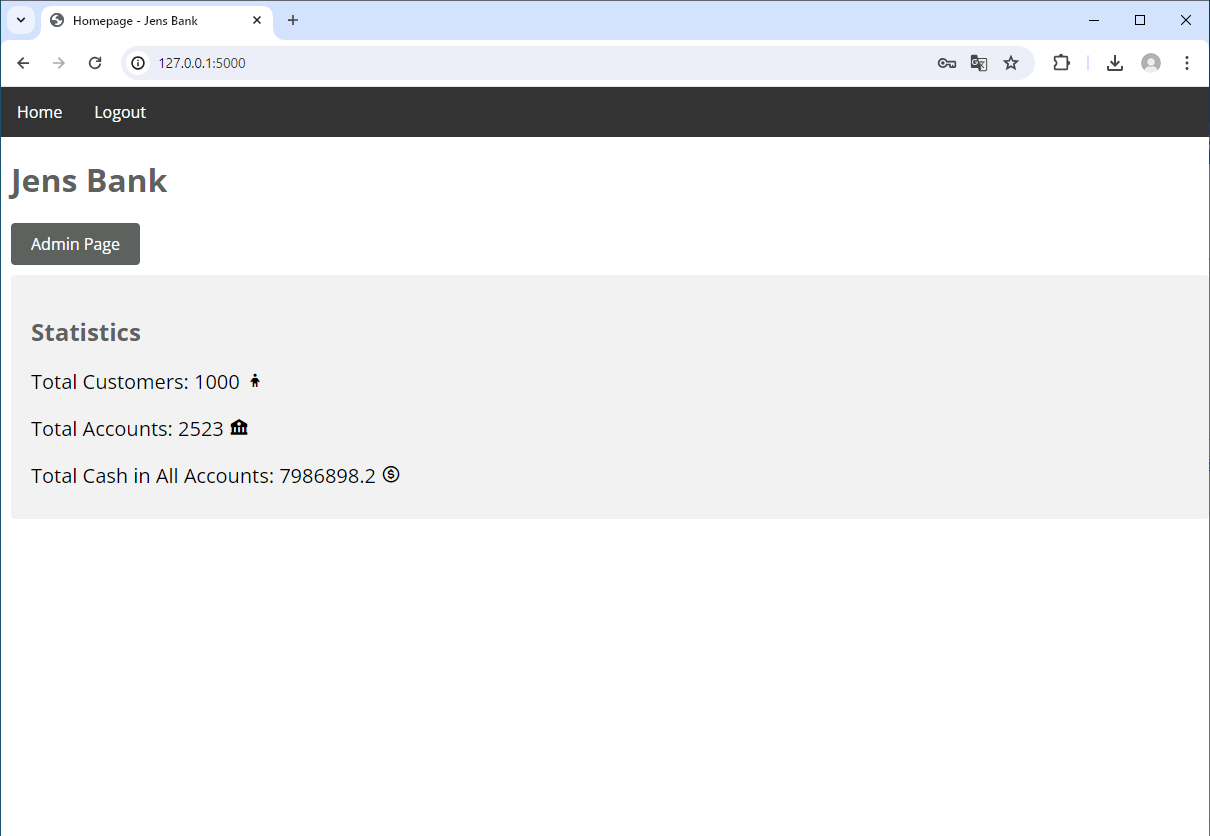 Homepage - Jens Bank
127.0.0.1:5000
Home Logout
Jens Bank
Admin Page
Statistics
Total Customers: 1000
Total Accounts: 2523
Total Cash in All Accounts: 7986898.2